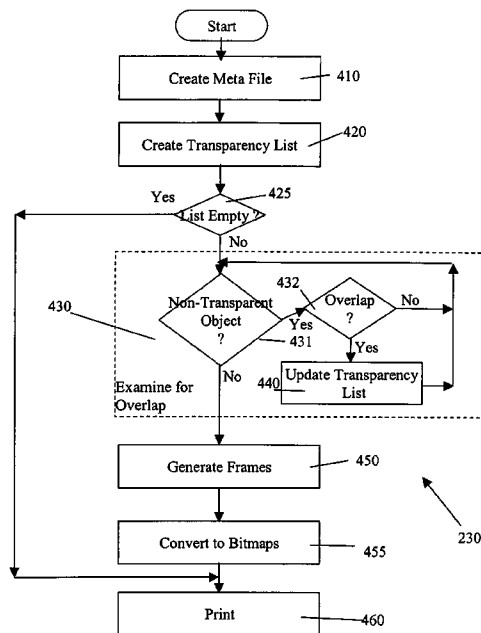 Start
Create Meta File
410
Create Transparency List
420
425
Yes
List Empty ?
No
432
Non-Transparent
Object
?
Overlap
?
No
430
Yes
431
Yes
No
440
Update Transparency
List
Examine for
Overlap
Generate Frames
450
Convert to Bitmaps
455
230
Print
460